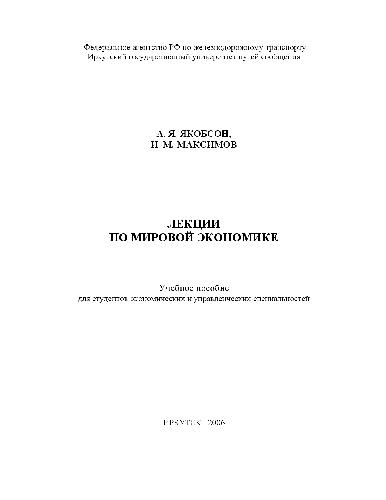 Федеральное агентство РФ по железнодорожному транспорту
Иркутский государственный университет путей сообщения
А. Я. ЯКОБСОН,
Н. М. МАКСИМОВ
ЛЕКЦИИ
ПО МИРОВОЙ ЭКОНОМИКЕ
Учебное пособие
для студентов экономических и управленческих специальностей
ИРКУТСК 2006